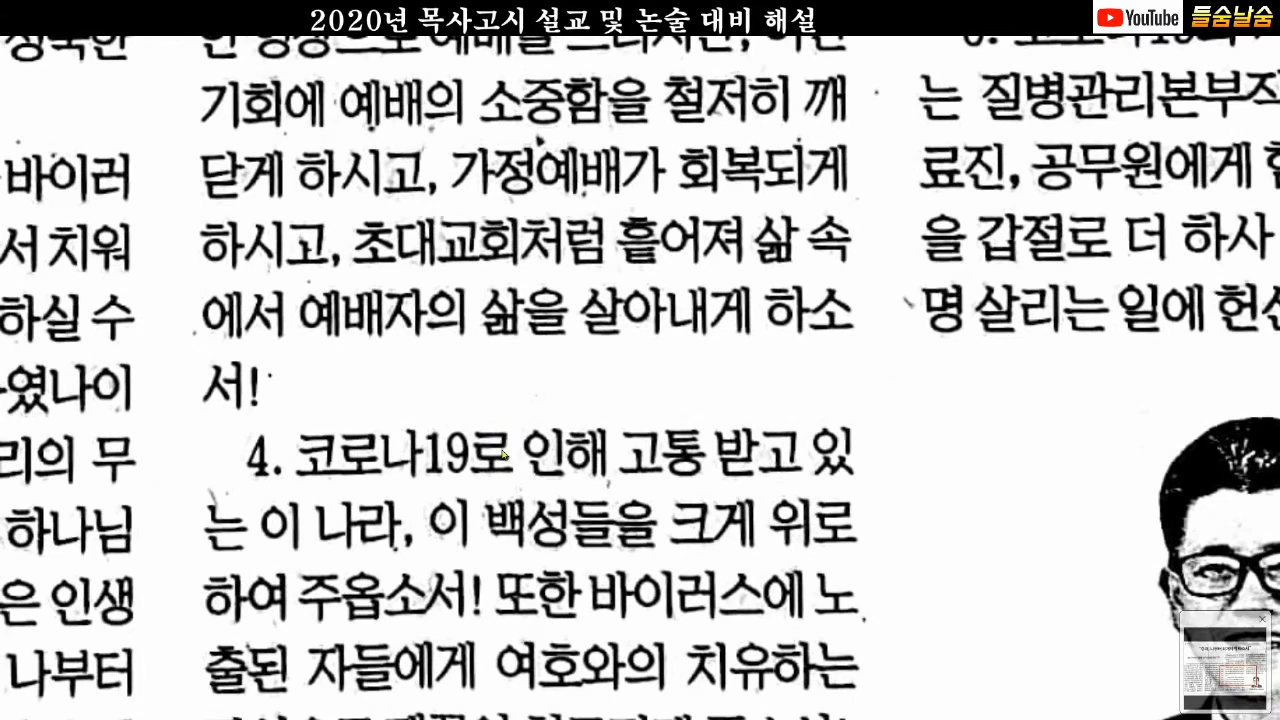 2020년 목사고시 설교 및 논술 대비 해설
YouTube 들숨날숨
바이러
서 치워
하실 수
였나이
리의 무
하나님
은 인생
나부터
기회에 예배의 소중함을 철저히 깨
닫게 하시고, 가정예배가 회복되게
하시고, 초대교회처럼 흩어져 삶 속
에서 예배자의 삶을 살아내게 하소
서!
4. 코로나19로 인해 고통 받고 있
는 이 나라, 이 백성들을 크게 위로
하여 주옵소서! 또한 바이러스에 노
출된 자들에게 여호와의 치유하는
는 질병관리본부직
료진, 공무원에게
을 갑절로 더 하사
명 살리는 일에 헌신